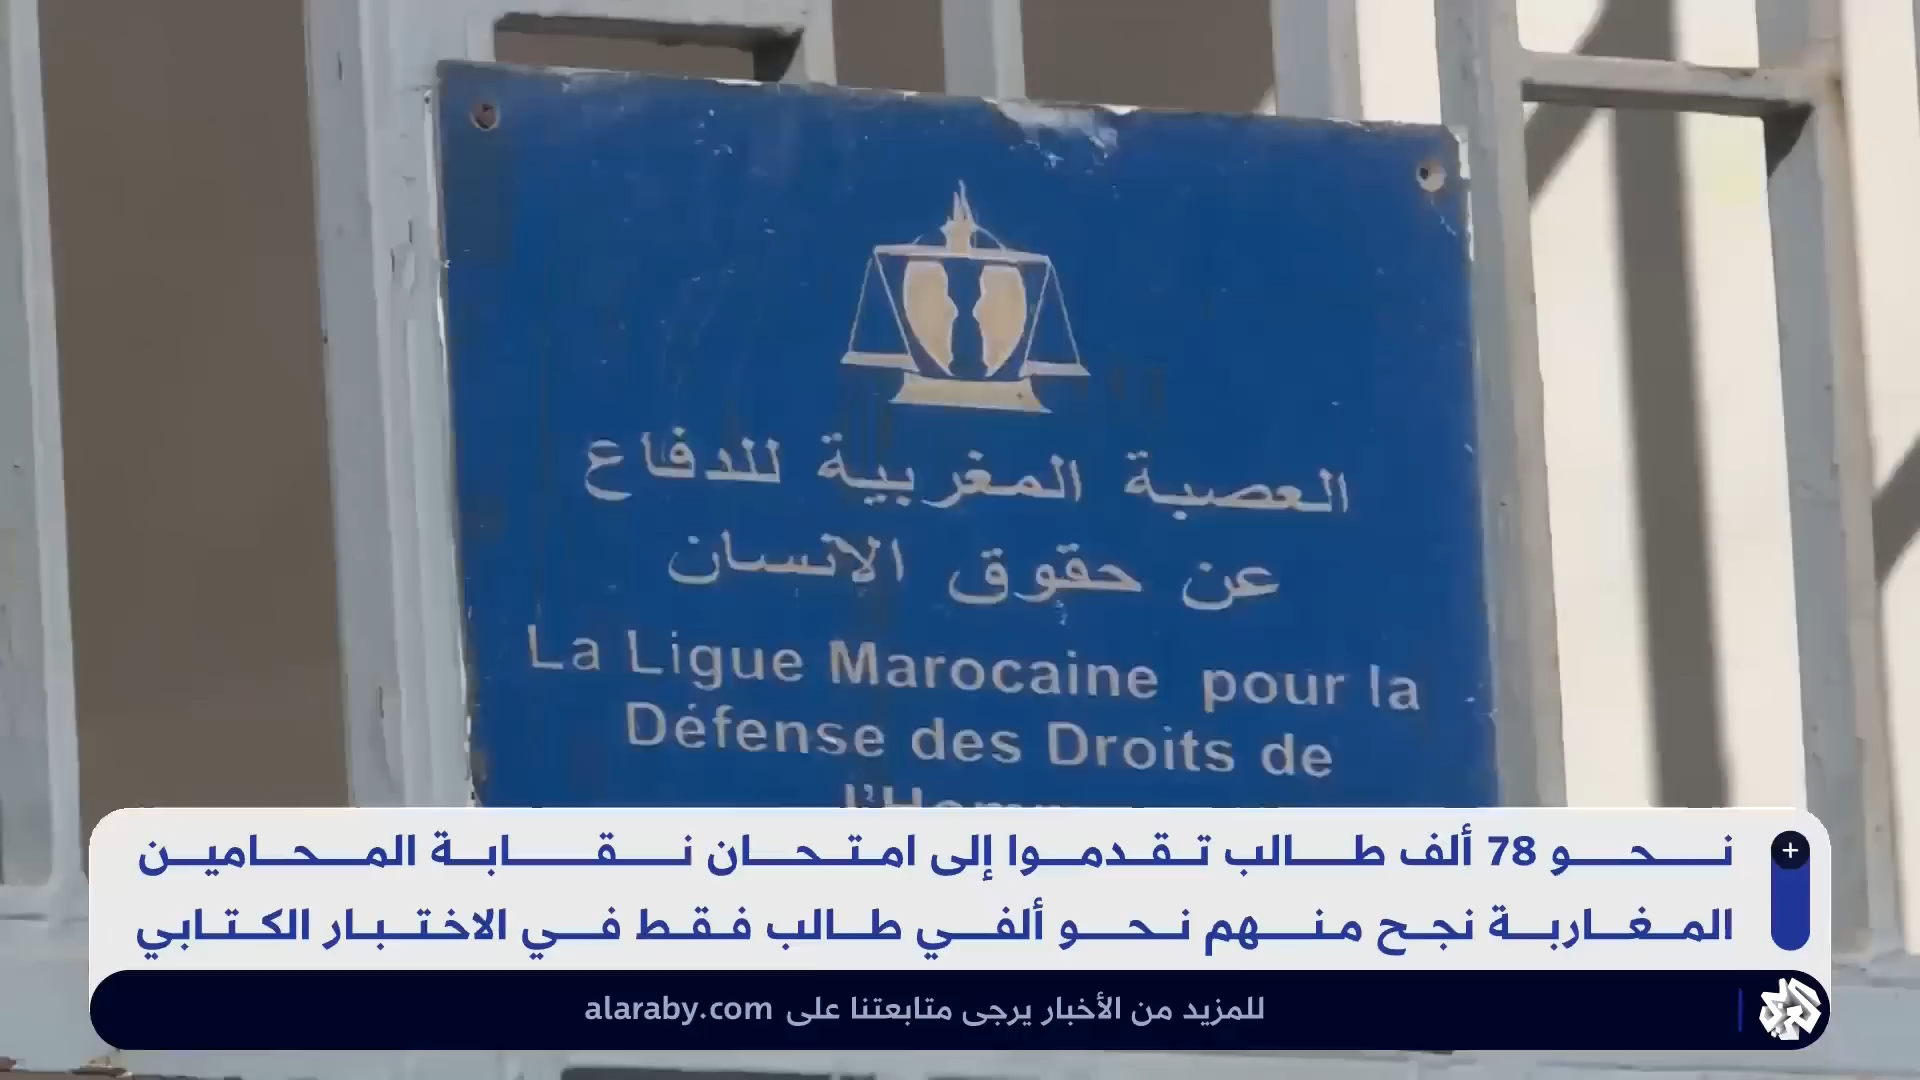 العصبة المغربية للدفاع
عن حقوق الانسان
La Ligue Marocaine pour la
Défense des Droits de
نحو 78 ألف طالب تقدموا إلى امتحان نقابة المحامين
المغاربة نجح منهم نحو ألفي طالب فقط في الاختبار الكتابي
للمزيد من الأخبار يرجى متابعتنا على alaraby.com